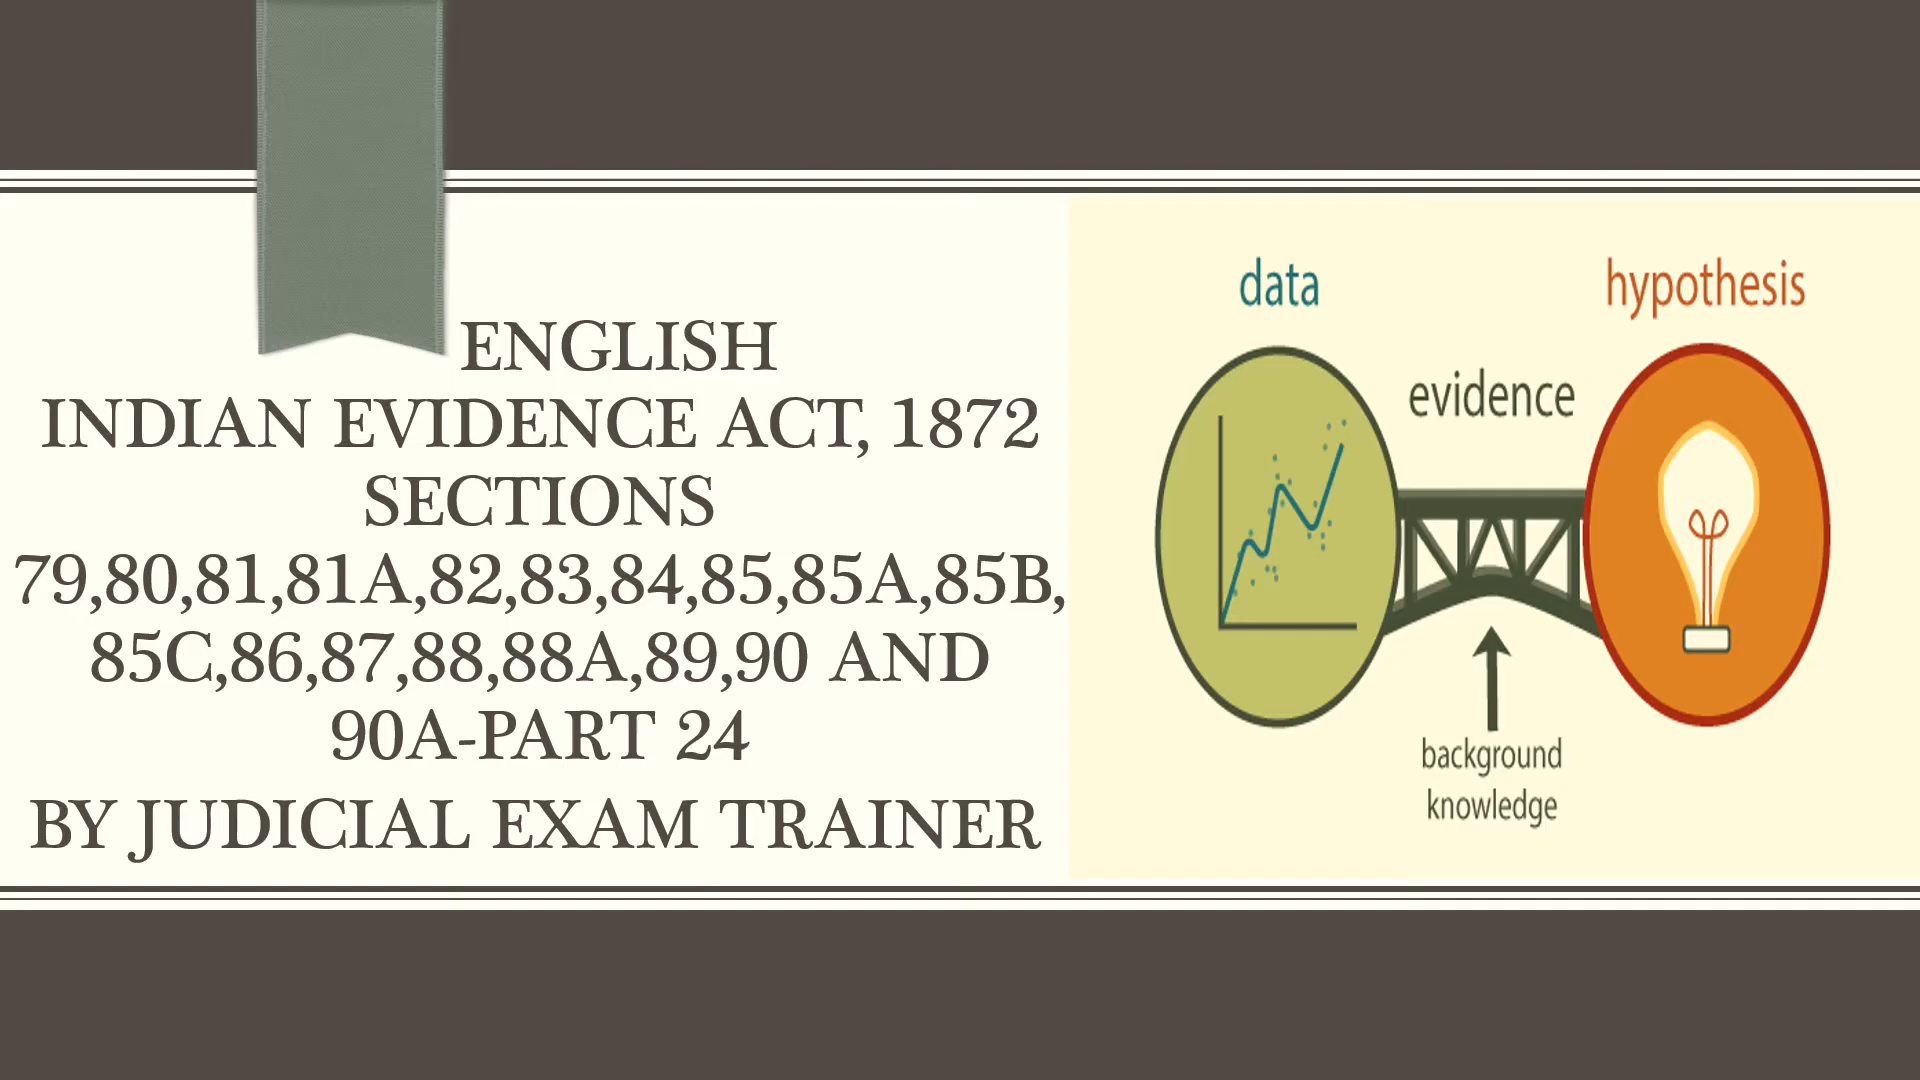 ENGLISH
INDIAN EVIDENCE ACT, 1872
SECTIONS
79,80,81,81A,82,83,84,85,85A,85B,
85C,86,87,88,88A,89,90 AND
90A-PART 24
BY JUDICIAL EXAM TRAINER
data
hypothesis
evidence
background
knowledge